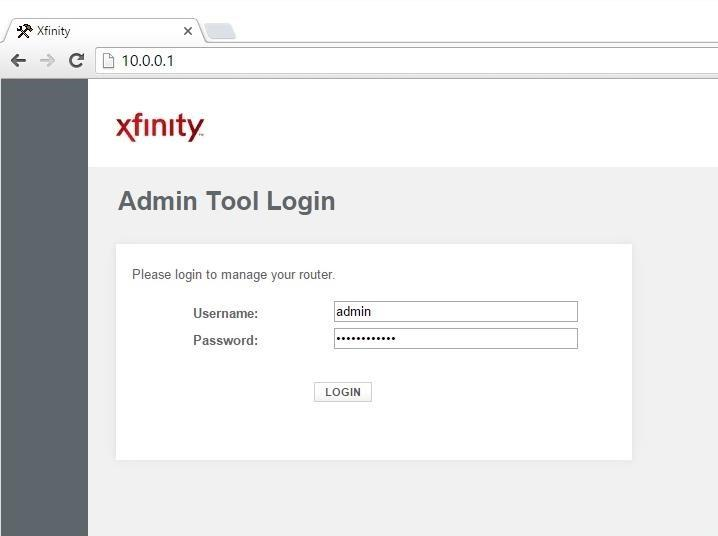 Xfinity
10.0.0.1
xfinity
Admin Tool Login
Please login to manage your router.
Username: admin
Password: ••••••••••••
LOGIN